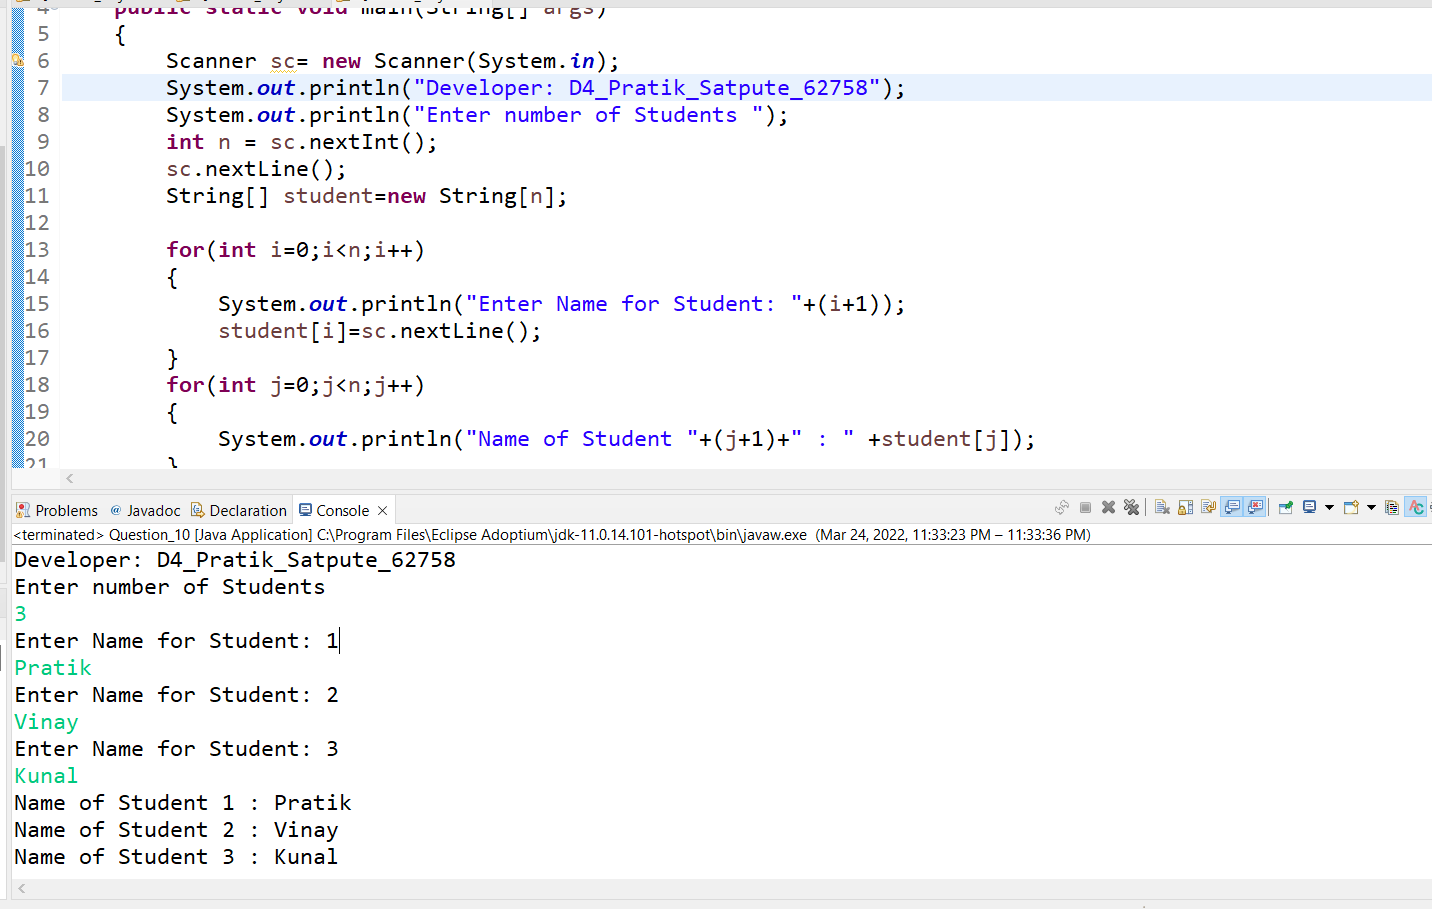 public static void main(String[] args)
5 {
6 Scanner sc= new Scanner(System.in);
7 System.out.println("Developer: D4_Pratik_Satpute_62758");
8 System.out.println("Enter number of Students ");
9 int n = sc.nextInt();
10 sc.nextLine();
11 String[] student=new String[n];
12
13 for(int i=0;i<n;i++)
14 {
15 System.out.println("Enter Name for Student: "+(i+1));
16 student[i]=sc.nextLine();
17 }
18 for(int j=0;j<n;j++)
19 {
20 System.out.println("Name of Student "+(j+1)+" : " +student[j]);
21 }
Problems @ Javadoc Declaration Console
<terminated> Question_10 [Java Application] C:\Program Files\Eclipse Adoptium\jdk-11.0.14.101-hotspot\bin\javaw.exe (Mar 24, 2022, 11:33:23 PM – 11:33:36 PM)
Developer: D4_Pratik_Satpute_62758
Enter number of Students
3
Enter Name for Student: 1
Pratik
Enter Name for Student: 2
Vinay
Enter Name for Student: 3
Kunal
Name of Student 1 : Pratik
Name of Student 2 : Vinay
Name of Student 3 : Kunal